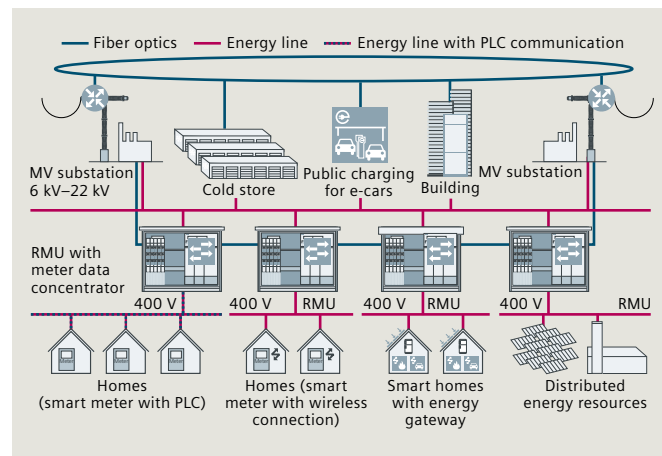 Fiber optics Energy line Energy line with PLC communication
MV substation
6 kV–22 kV
Cold store
Public charging
for e-cars
Building
MV substation
RMU with
meter data
concentrator
400 V
400 V RMU
400 V RMU
400 V RMU
Homes
(smart meter with PLC)
Homes (smart
meter with wireless
connection)
Smart homes
with energy
gateway
Distributed
energy resources